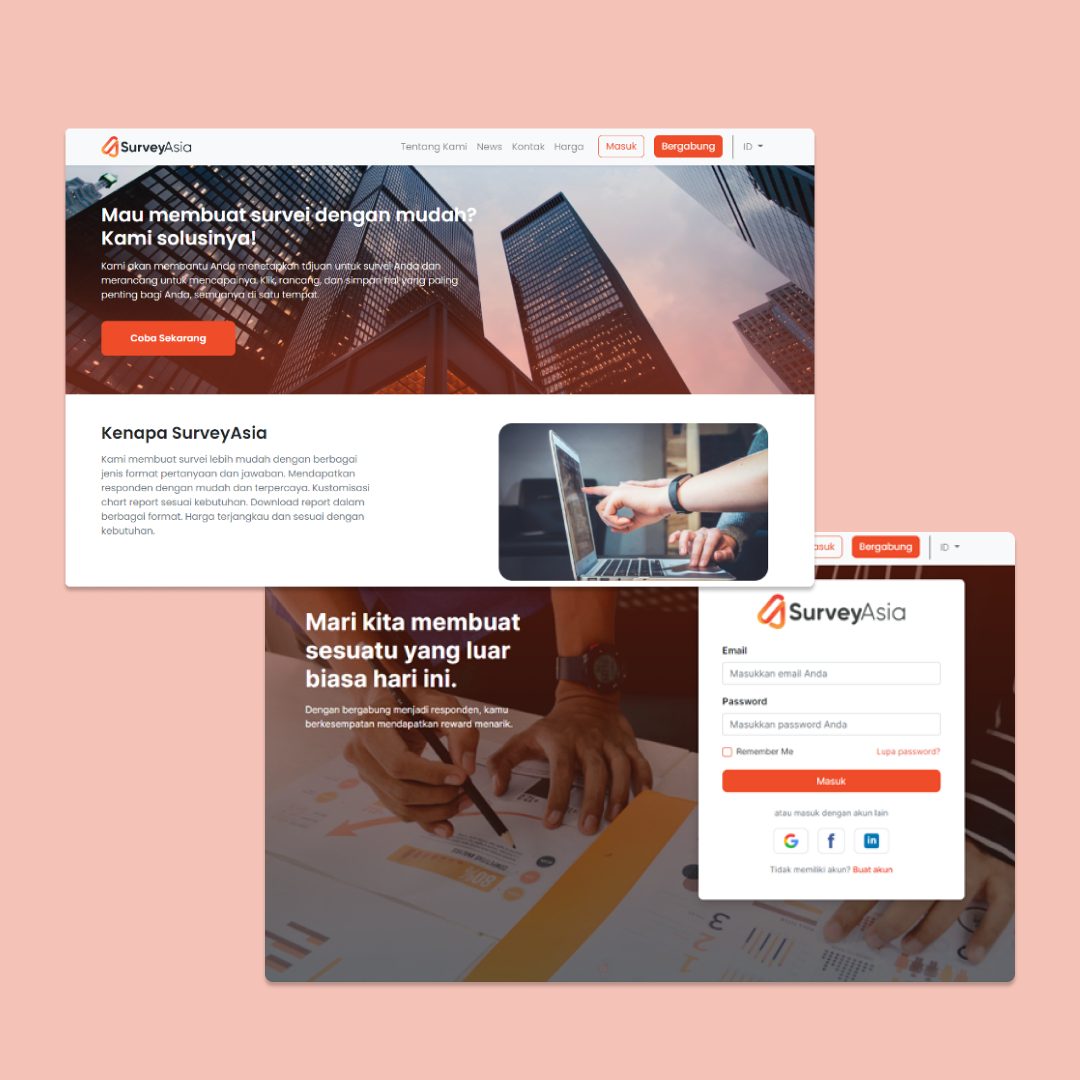 SurveyAsia
Tentang Kami News Kontak Harga Masuk Bergabung ID
Mau membuat survei dengan mudah?
Kami solusinya!
Kami akan membantu Anda menetapkan tujuan untuk survei Anda dan
merancang untuk mencapainya. Klik, rancang, dan simpan hal yang paling
penting bagi Anda, semuanya di satu tempat.
Coba Sekarang
Kenapa SurveyAsia
Kami membuat survei lebih mudah dengan berbagai
jenis format pertanyaan dan jawaban. Mendapatkan
responden dengan mudah dan terpercaya. Kustomisasi
chart report sesuai kebutuhan. Download report dalam
berbagai format. Harga terjangkau dan sesuai dengan
kebutuhan.
asuk Bergabung ID
Mari kita membuat
sesuatu yang luar
biasa hari ini.
Dengan bergabung menjadi responden, kamu
berkesempatan mendapatkan reward menarik.
SurveyAsia
Email
Masukkan email Anda
Password
Masukkan password Anda
Remember Me Lupa password?
Masuk
atau masuk dengan akun lain
G f in
Tidak memiliki akun? Buat akun
80%
3
2
1